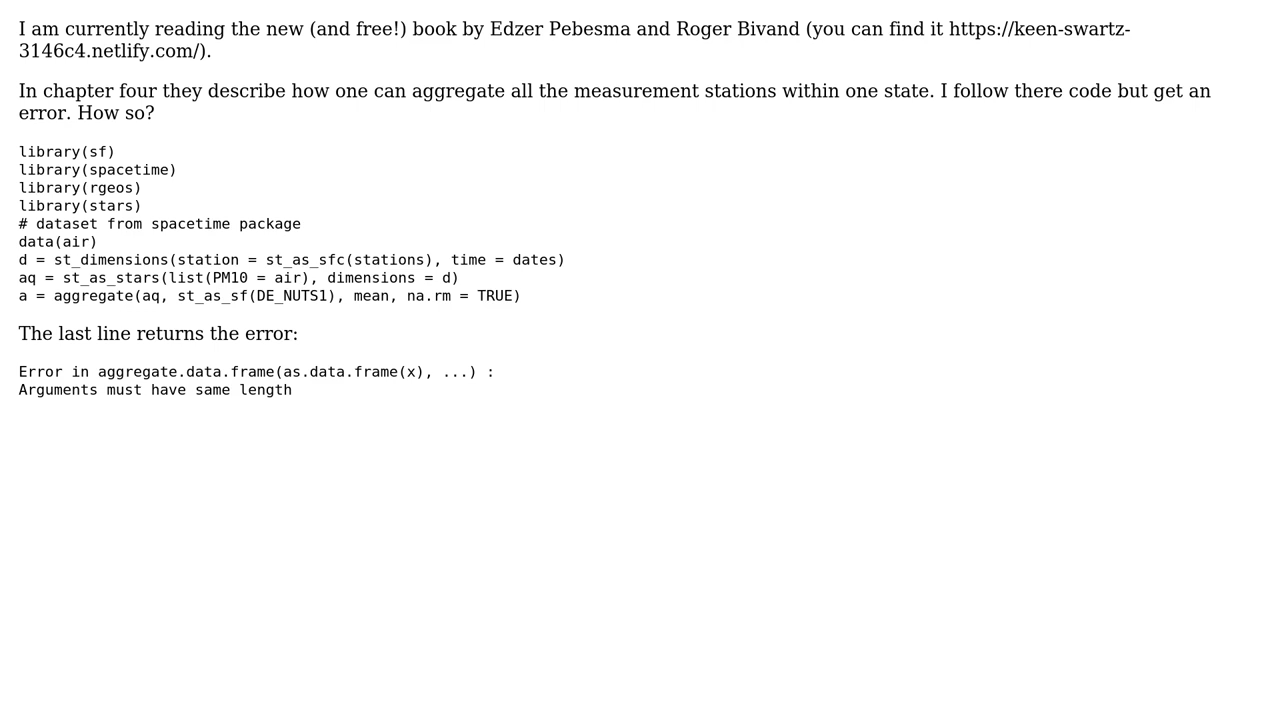 I am currently reading the new (and free!) book by Edzer Pebesma and Roger Bivand (you can find it https://keen-swartz-
3146c4.netlify.com/).
In chapter four they describe how one can aggregate all the measurement stations within one state. I follow there code but get an
error. How so?
library(sf)
library(spacetime)
library(rgeos)
library(stars)
# dataset from spacetime package
data(air)
d = st_dimensions(station = st_as_sfc(stations), time = dates)
aq = st_as_stars(list(PM10 = air), dimensions = d)
a = aggregate(aq, st_as_sf(DE_NUTS1), mean, na.rm = TRUE)
The last line returns the error:
Error in aggregate.data.frame(as.data.frame(x), ...) :
Arguments must have same length